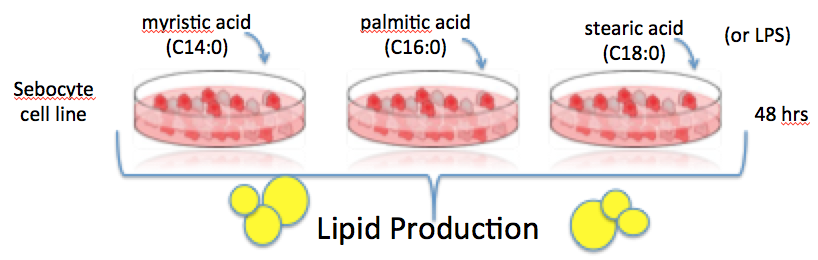 myristic acid
(C14:0)
palmitic acid
(C16:0)
stearic acid
(C18:0)
(or LPS)
Sebocyte
cell line
48 hrs
Lipid Production